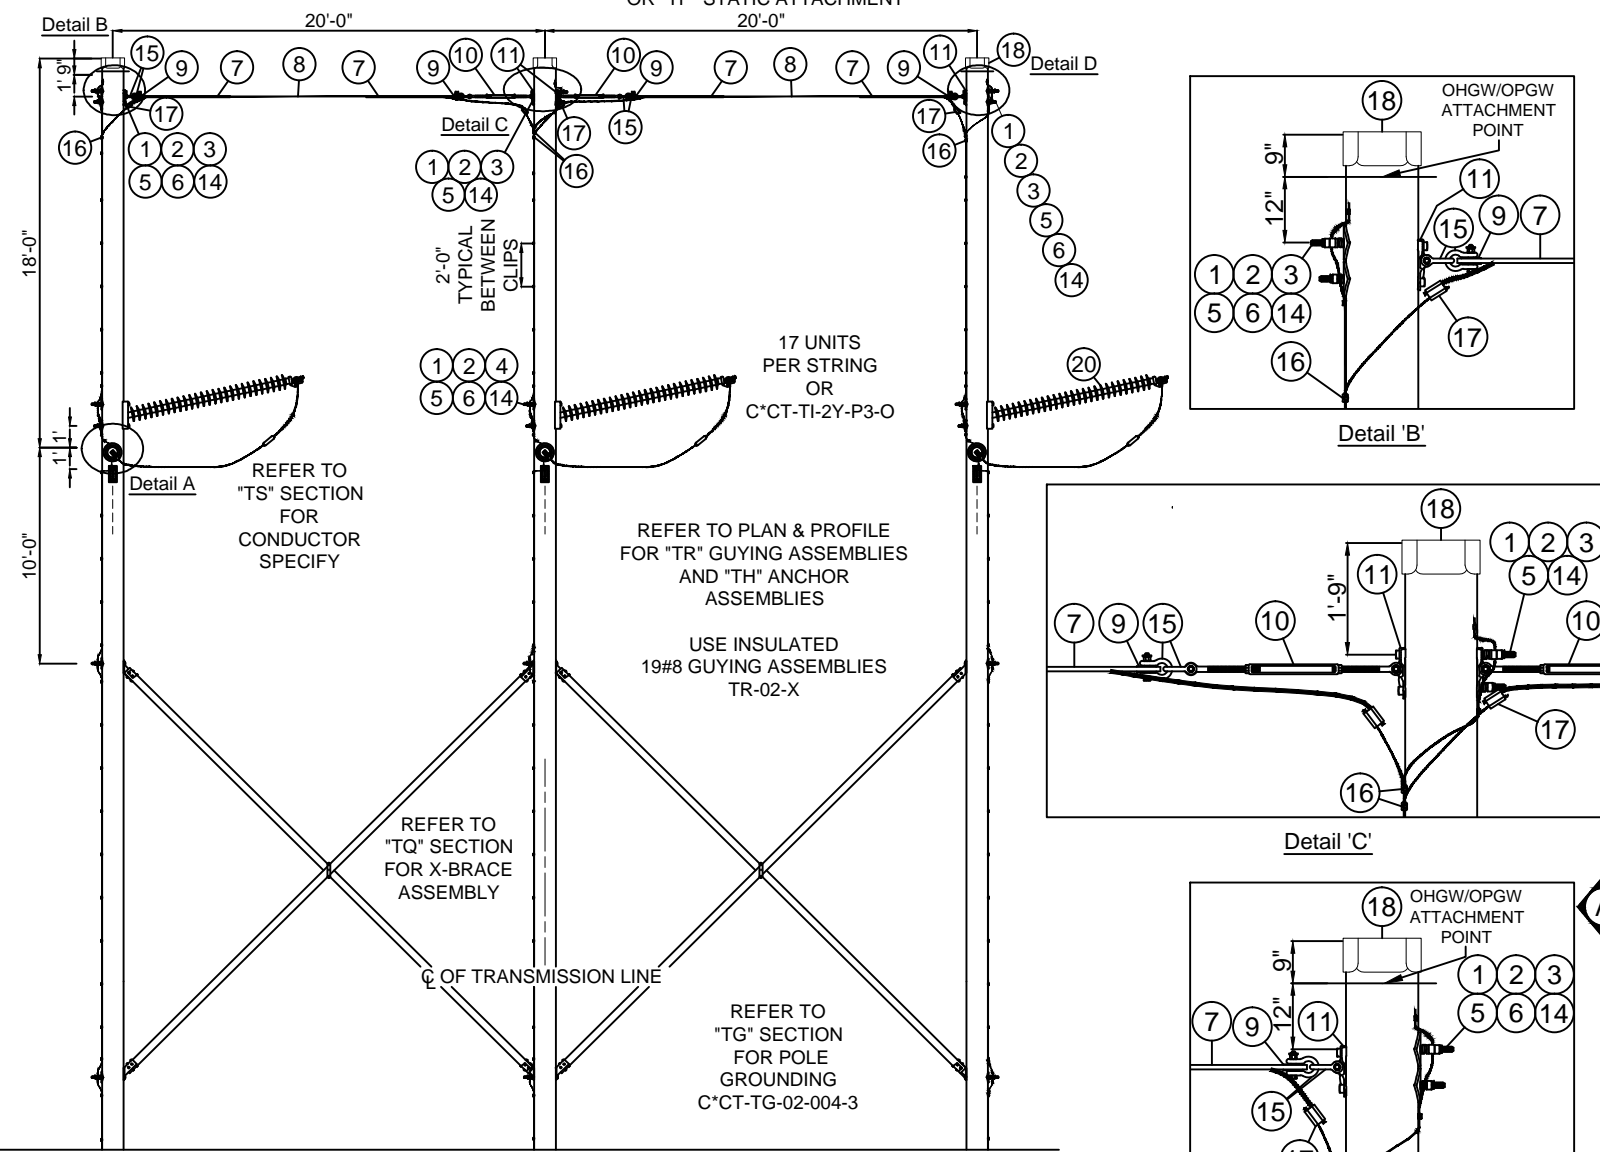 OR "TP" STATIC ATTACHMENT
20'-0"
20'-0"
Detail B
15
9
7
8
7
9
10
11
10
9
7
8
7
9
11
18
Detail D
1' 9"
17
16
1 2 3
5 6 14
Detail C
17
15
16
1 2 3
5 14
17
16
1
2
3
5
6
14
18'-0"
2'-0"
TYPICAL
BETWEEN
CLIPS
1 2 4
5 6 14
17 UNITS
PER STRING
OR
C*CT-TI-2Y-P3-O
20
1'
1'
Detail A
10'-0"
REFER TO
"TS" SECTION
FOR
CONDUCTOR
SPECIFY
REFER TO PLAN & PROFILE
FOR "TR" GUYING ASSEMBLIES
AND "TH" ANCHOR
ASSEMBLIES
USE INSULATED
19#8 GUYING ASSEMBLIES
TR-02-X
REFER TO
"TQ" SECTION
FOR X-BRACE
ASSEMBLY
℄ OF TRANSMISSION LINE
REFER TO
"TG" SECTION
FOR POLE
GROUNDING
C*CT-TG-02-004-3
18
OHGW/OPGW
ATTACHMENT
POINT
9"
12"
11
15
9
7
1 2 3
5 6 14
17
16
Detail 'B'
18
1'-9"
11
1 2 3
5 14
7
9
15
10
10
17
16
Detail 'C'
18
OHGW/OPGW
ATTACHMENT
POINT
9"
12"
1 2 3
5 6 14
7
9
11
15
17